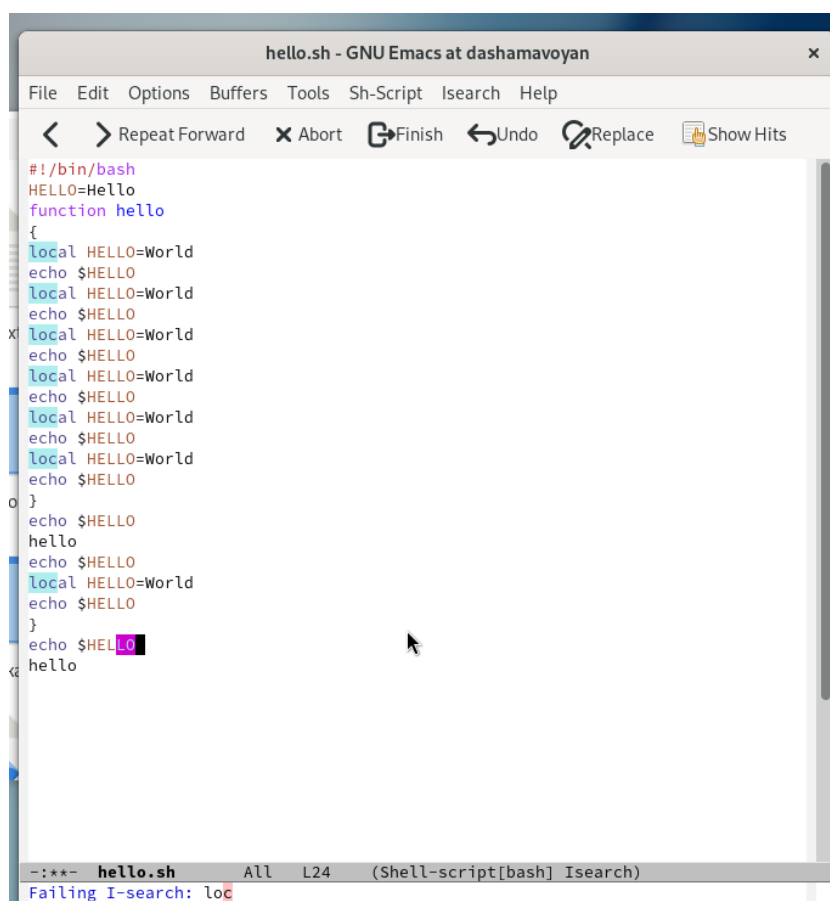 hello.sh - GNU Emacs at dashamavoyan ×
File Edit Options Buffers Tools Sh-Script Isearch Help
Repeat Forward Abort Finish Undo Replace Show Hits
#!/bin/bash
HELLO=Hello
function hello
{
local HELLO=World
echo $HELLO
local HELLO=World
echo $HELLO
local HELLO=World
echo $HELLO
local HELLO=World
echo $HELLO
local HELLO=World
echo $HELLO
local HELLO=World
echo $HELLO
}
echo $HELLO
hello
echo $HELLO
local HELLO=World
echo $HELLO
}
echo $HELLO
hello
-:**- hello.sh All L24 (Shell-script[bash] Isearch)
Failing I-search: loc